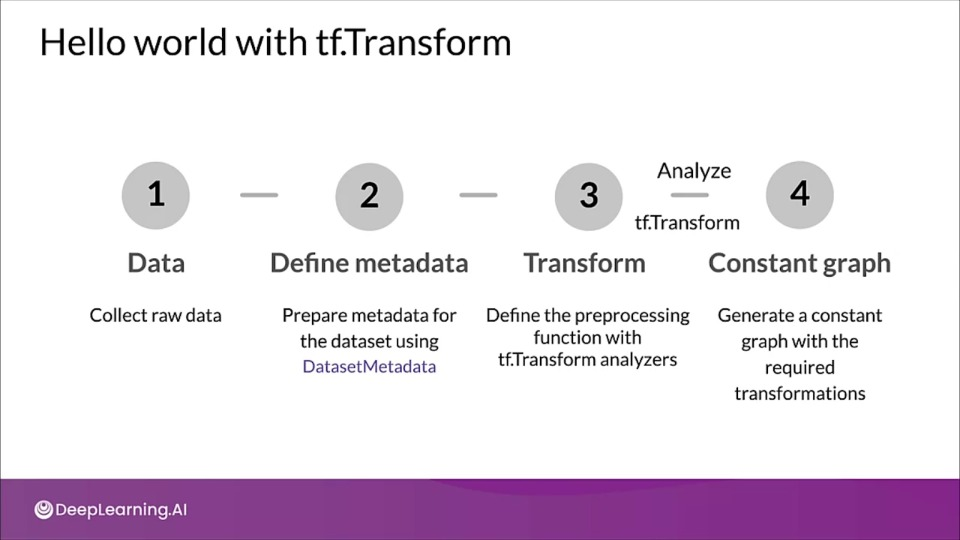 Hello world with tf.Transform
1
Data
Collect raw data
2
Define metadata
Prepare metadata for
the dataset using
DatasetMetadata
3
Transform
Define the preprocessing
function with
tf.Transform analyzers
Analyze
tf.Transform
4
Constant graph
Generate a constant
graph with the
required
transformations
DeepLearning.AI